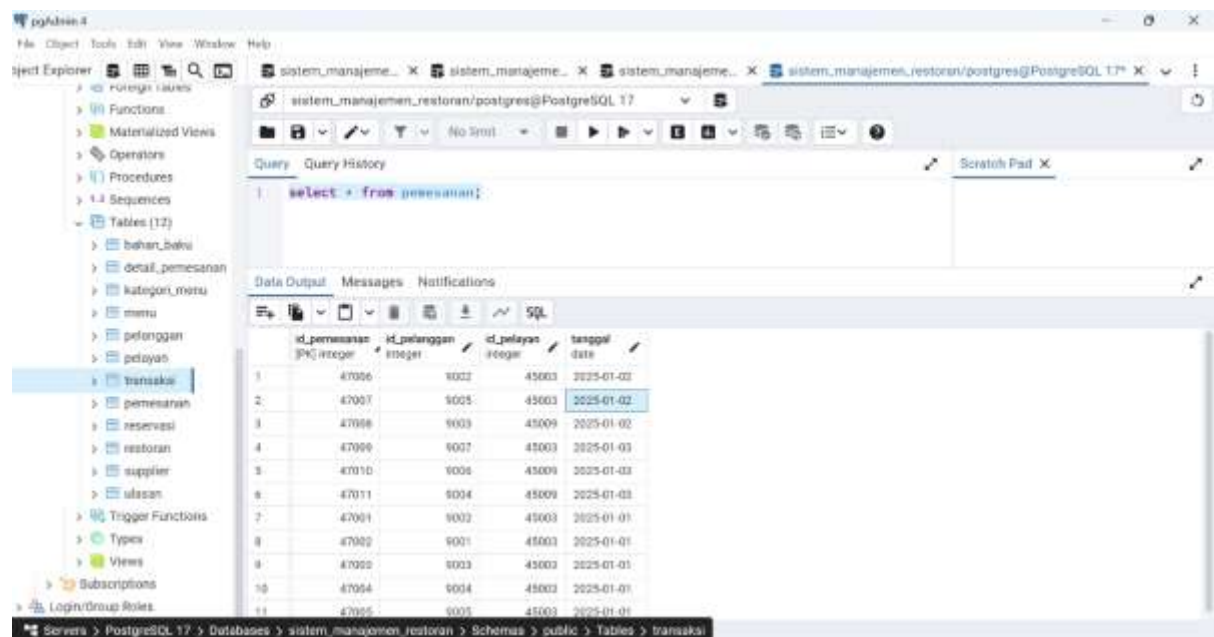 pgAdmin 4
File Object Tools Edit View Window Help
ject Explorer
sistem_manajeme... sistem_manajeme... sistem_manajeme... sistem_manajemen_restoran/postgres@PostgreSQL 17*
Foreign Tables
Functions
Materialized Views
Operators
Procedures
1..3 Sequences
Tables (12)
bahan_baku
detail_pemesanan
kategori_menu
menu
pelanggan
pelayan
transaksi
pemesanan
reservasi
restoran
supplier
ulasan
Trigger Functions
Types
Views
Subscriptions
Login/Group Roles
sistem_manajemen_restoran/postgres@PostgreSQL 17
No limit
Query Query History
Scratch Pad
1 select * from pemesanan;
Data Output Messages Notifications
SQL
id_pemesanan id_pelanggan id_pelayan tanggal
[PK] integer integer integer date
1 47006 9002 45003 2025-01-02
2 47007 9005 45003 2025-01-02
3 47008 9003 45009 2025-01-02
4 47009 9007 45003 2025-01-03
5 47010 9006 45009 2025-01-03
6 47011 9004 45009 2025-01-03
7 47001 9002 45003 2025-01-01
8 47002 9001 45003 2025-01-01
9 47003 9003 45003 2025-01-01
10 47004 9004 45003 2025-01-01
11 47005 9005 45003 2025-01-01
Servers > PostgreSQL 17 > Databases > sistem_manajemen_restoran > Schemas > public > Tables > transaksi